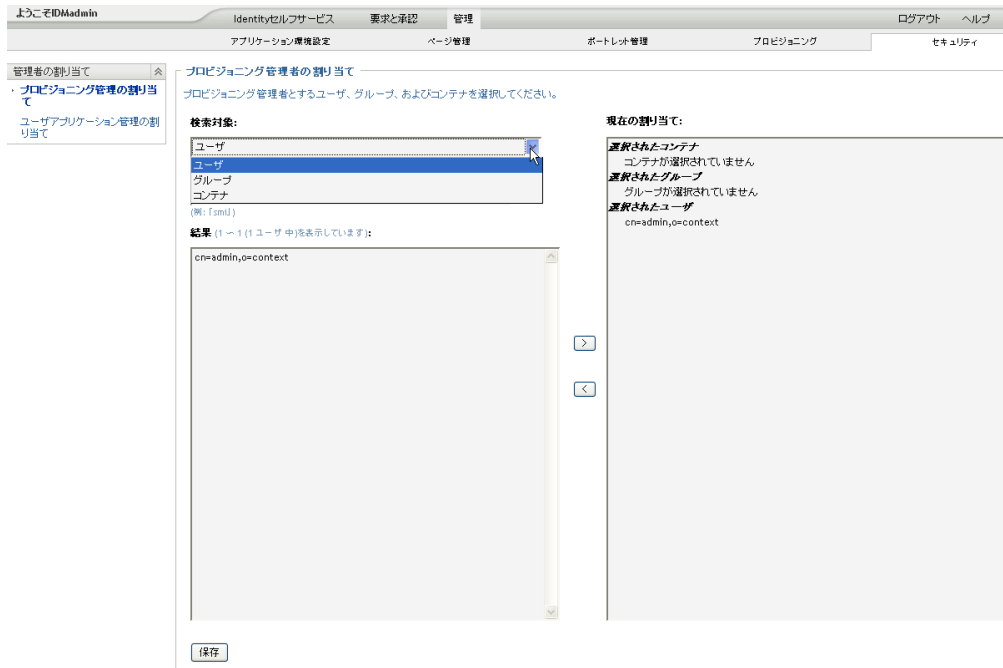 ようこそIDMadmin
Identityセルフサービス 要求と承認 管理 ログアウト ヘルプ
アプリケーション環境設定 ページ管理 ポートレット管理 プロビジョニング セキュリティ
管理者の割り当て
プロビジョニング管理の割り当
て
ユーザアプリケーション管理の割
り当て
プロビジョニング管理者の割り当て
プロビジョニング管理者とするユーザ、グループ、およびコンテナを選択してください。
検索対象:
ユーザ
ユーザ
グループ
コンテナ
(例: 「smi」)
結果 (1 ～ 1 (1 ユーザ 中)を表示しています):
cn=admin,o=context
>
<
保存
現在の割り当て:
選択されたコンテナ
コンテナが選択されていません
選択されたグループ
グループが選択されていません
選択されたユーザ
cn=admin,o=context